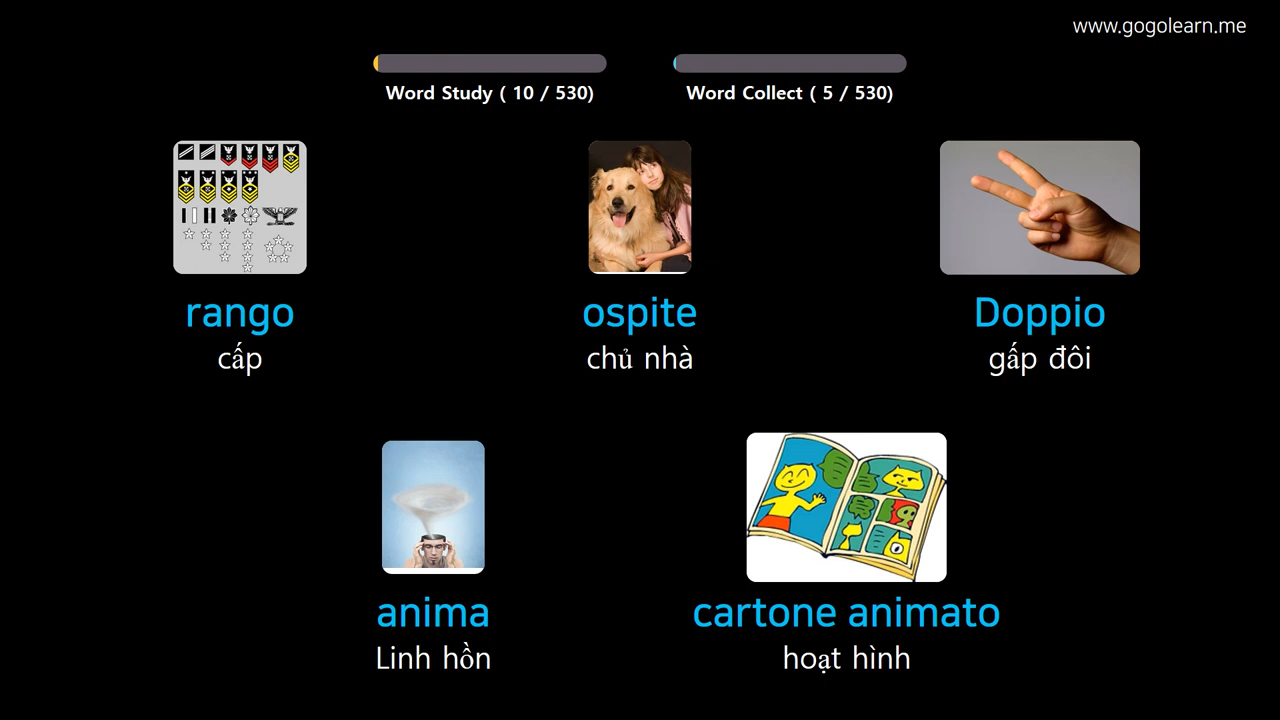 www.gogolearn.me
Word Study ( 10 / 530)
Word Collect ( 5 / 530)
rango
cấp
ospite
chủ nhà
Doppio
gấp đôi
anima
Linh hồn
cartone animato
hoạt hình